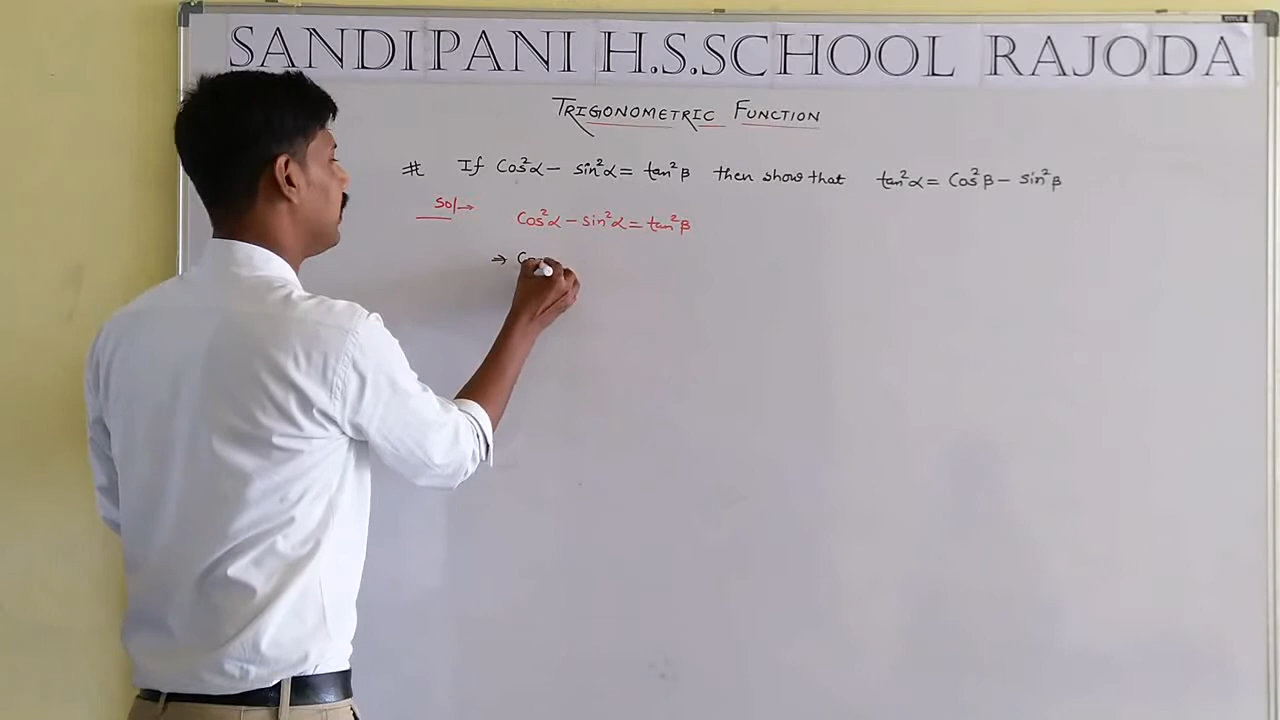 SANDIPANI H.S.SCHOOL RAJODA
TRIGONOMETRIC FUNCTION
# If Cos²α − sin²α = tan²β then show that tan²α = Cos²β − sin²β
Sol→ Cos²α − sin²α = tan²β
⇒